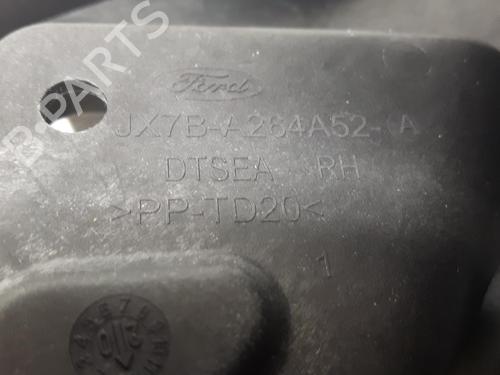 Ford
JX7B-A264A52-A
DTSEA RH
>PP-TD20<
1
B-PARTS